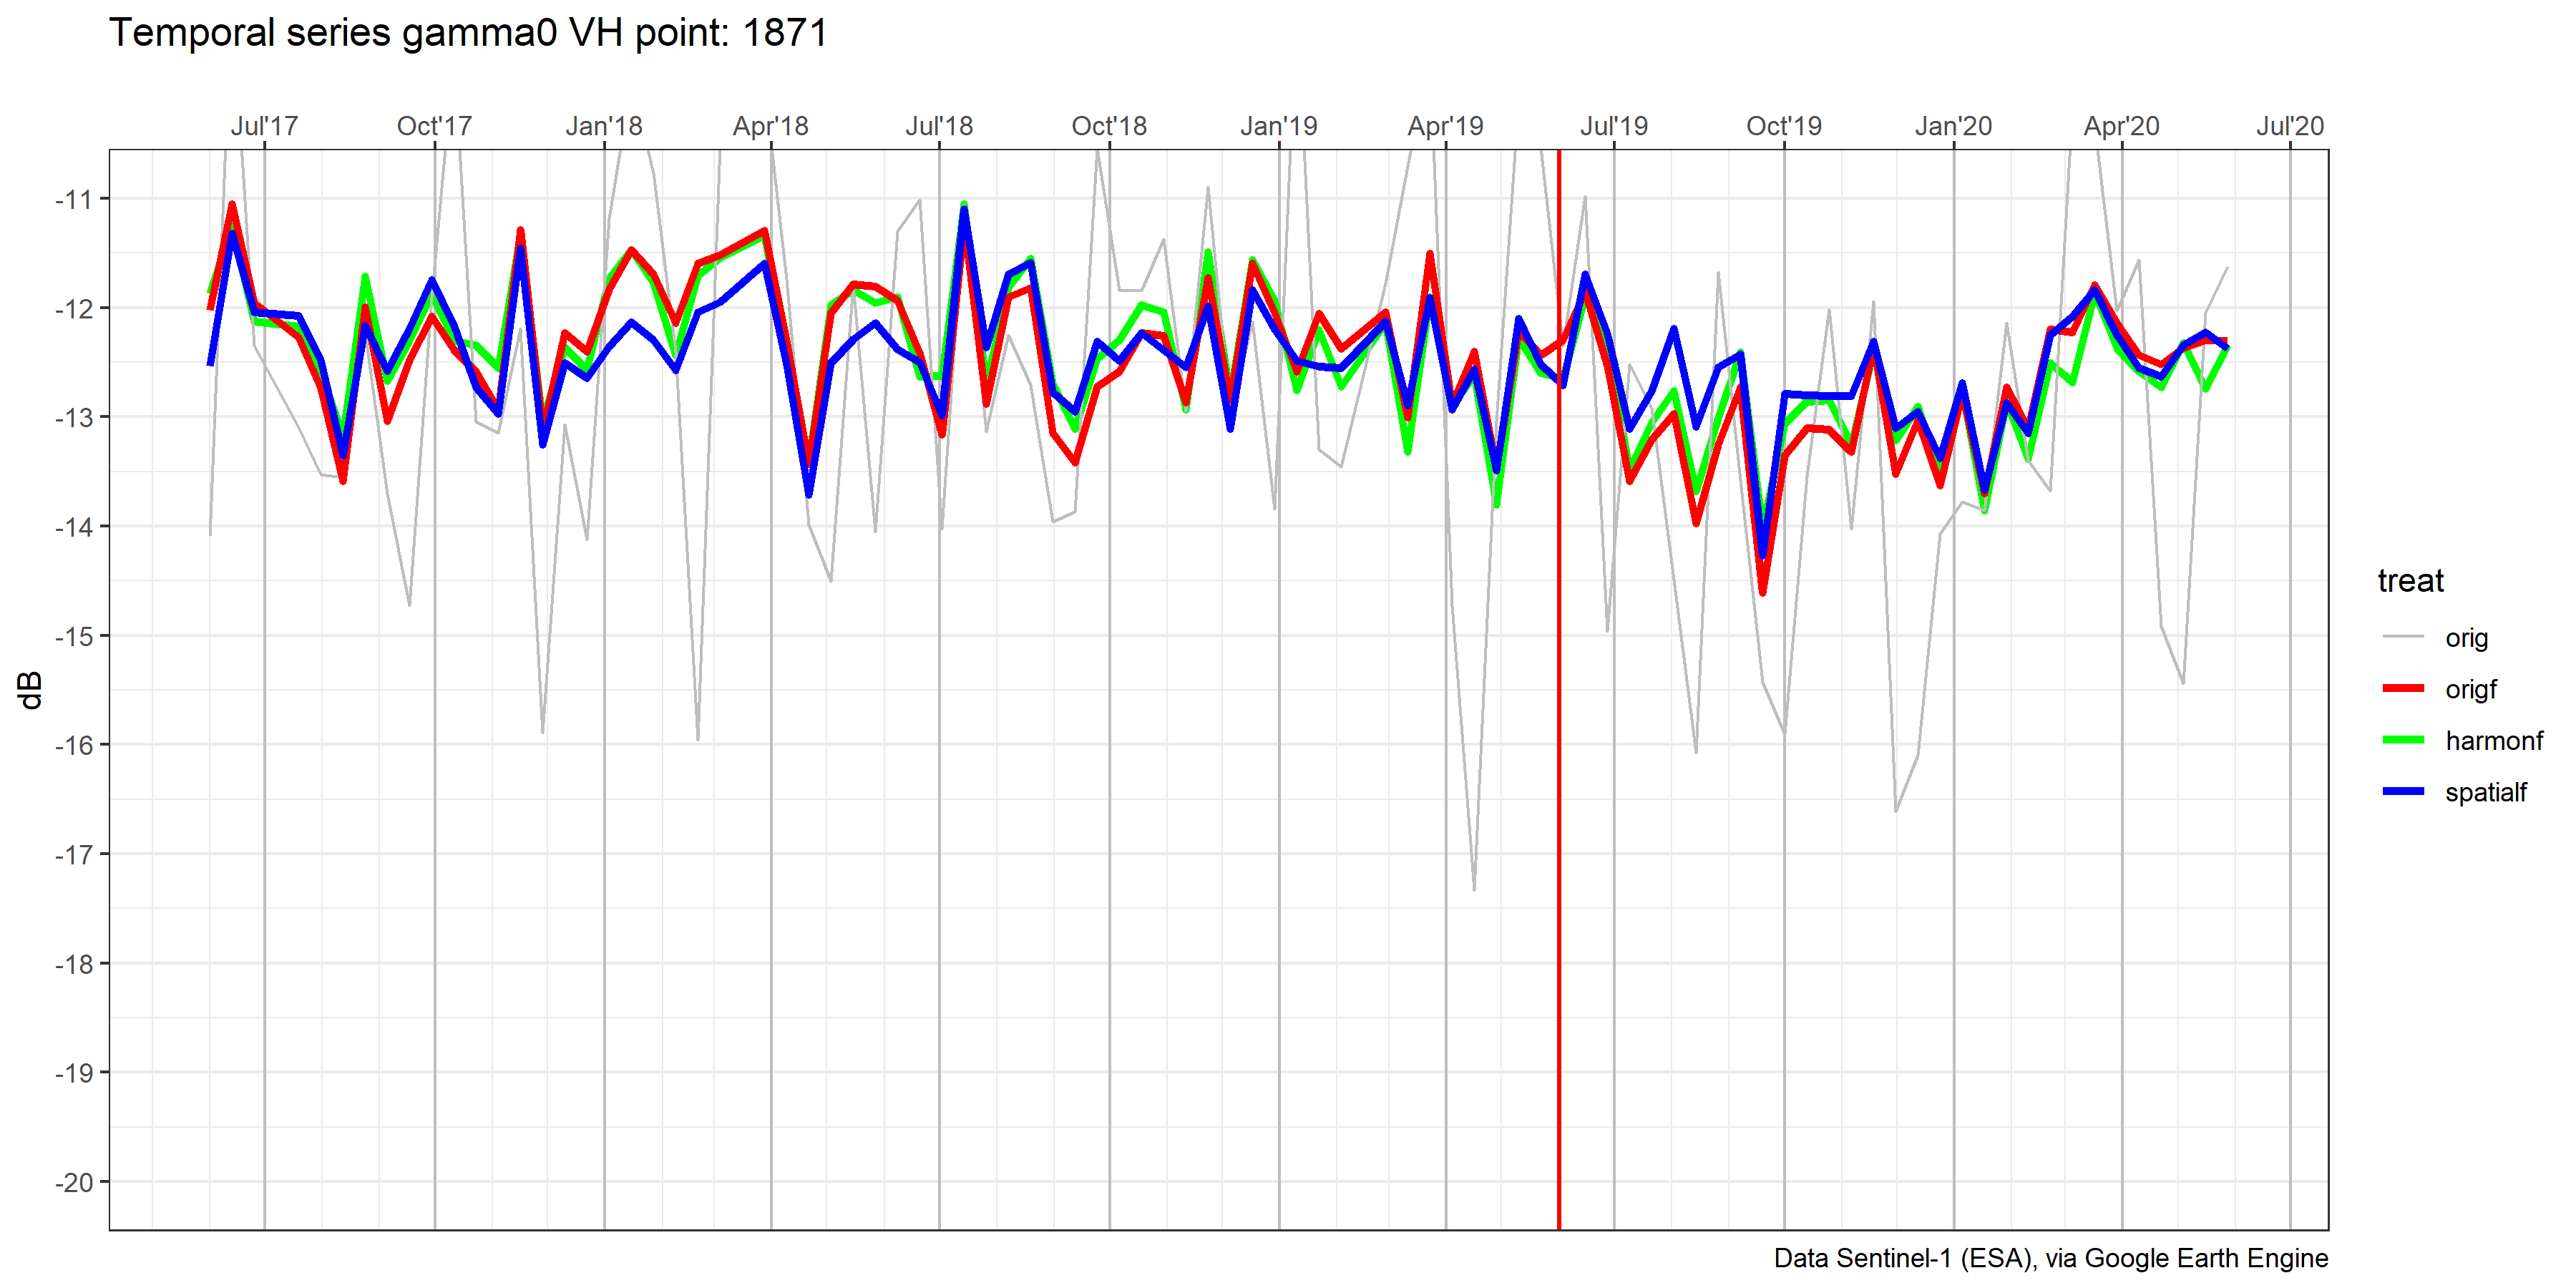 Temporal series gamma0 VH point: 1871
Jul'17 Oct'17 Jan'18 Apr'18 Jul'18 Oct'18 Jan'19 Apr'19 Jul'19 Oct'19 Jan'20 Apr'20 Jul'20
-11
-12
-13
-14
-15
-16
-17
-18
-19
-20
dB
treat
orig
origf
harmonf
spatialf
Data Sentinel-1 (ESA), via Google Earth Engine